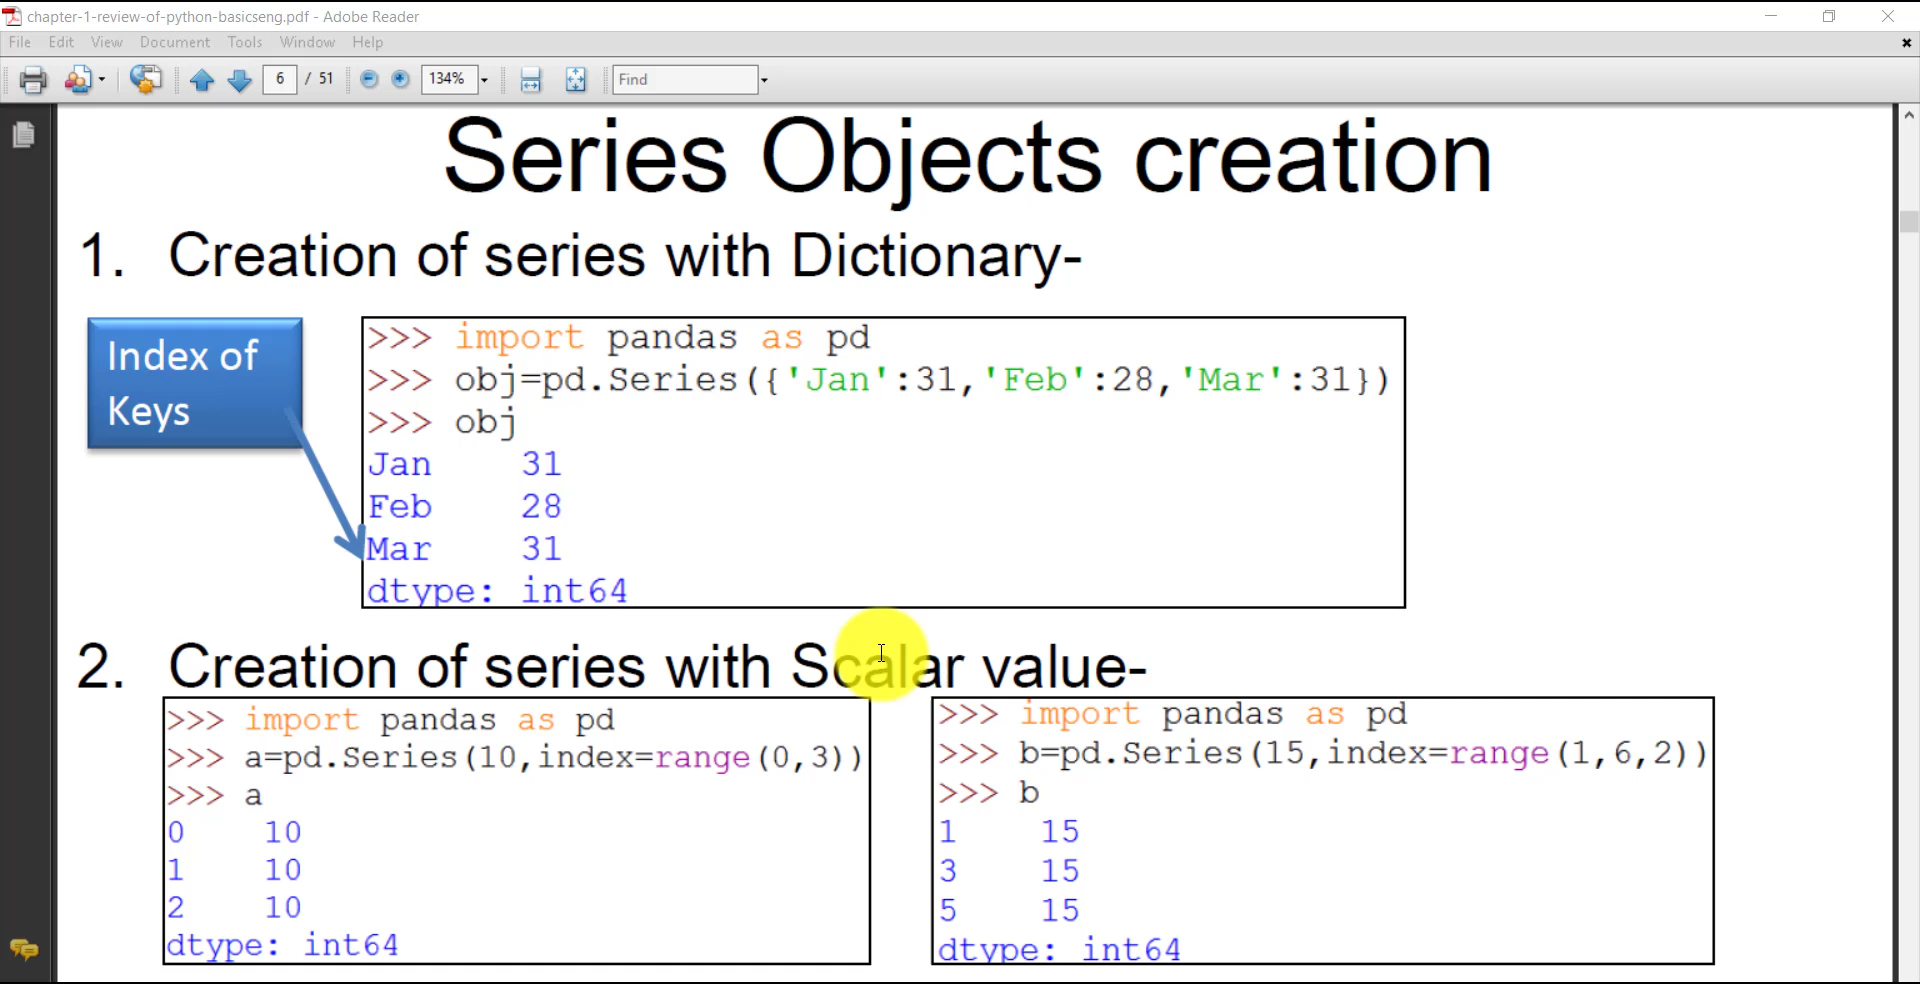 chapter-1-review-of-python-basicseng.pdf - Adobe Reader
File Edit View Document Tools Window Help
6 / 51 134% Find
Series Objects creation
1. Creation of series with Dictionary-
Index of
Keys
>>> import pandas as pd
>>> obj=pd.Series({'Jan':31,'Feb':28,'Mar':31})
>>> obj
Jan 31
Feb 28
Mar 31
dtype: int64
2. Creation of series with Scalar value-
>>> import pandas as pd
>>> a=pd.Series(10,index=range(0,3))
>>> a
0 10
1 10
2 10
dtype: int64
>>> import pandas as pd
>>> b=pd.Series(15,index=range(1,6,2))
>>> b
1 15
3 15
5 15
dtype: int64